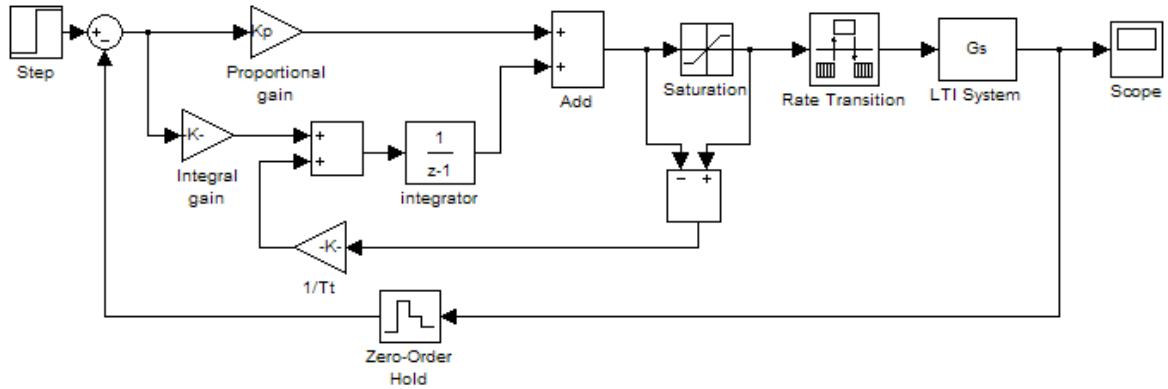 +
−
Step
Kp
Proportional
gain
+
+
Add
Saturation
Rate Transition
Gs
LTI System
Scope
K-
Integral
gain
+
+
1
z-1
integrator
−
+
-K-
1/Tt
Zero-Order
Hold